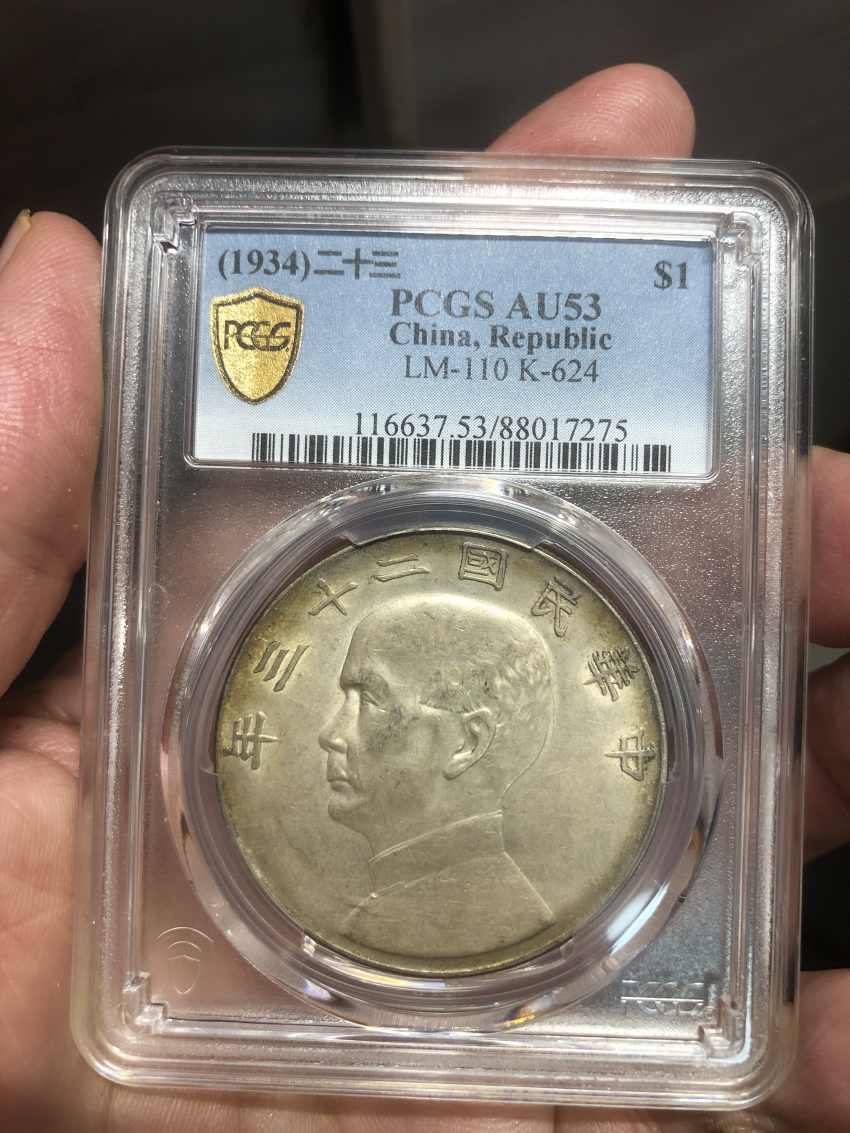 (1934)二十三 $1
PCGS AU53
China, Republic
LM-110 K-624
116637.53/88017275
PCGS
中華民國二十三年
PCGS